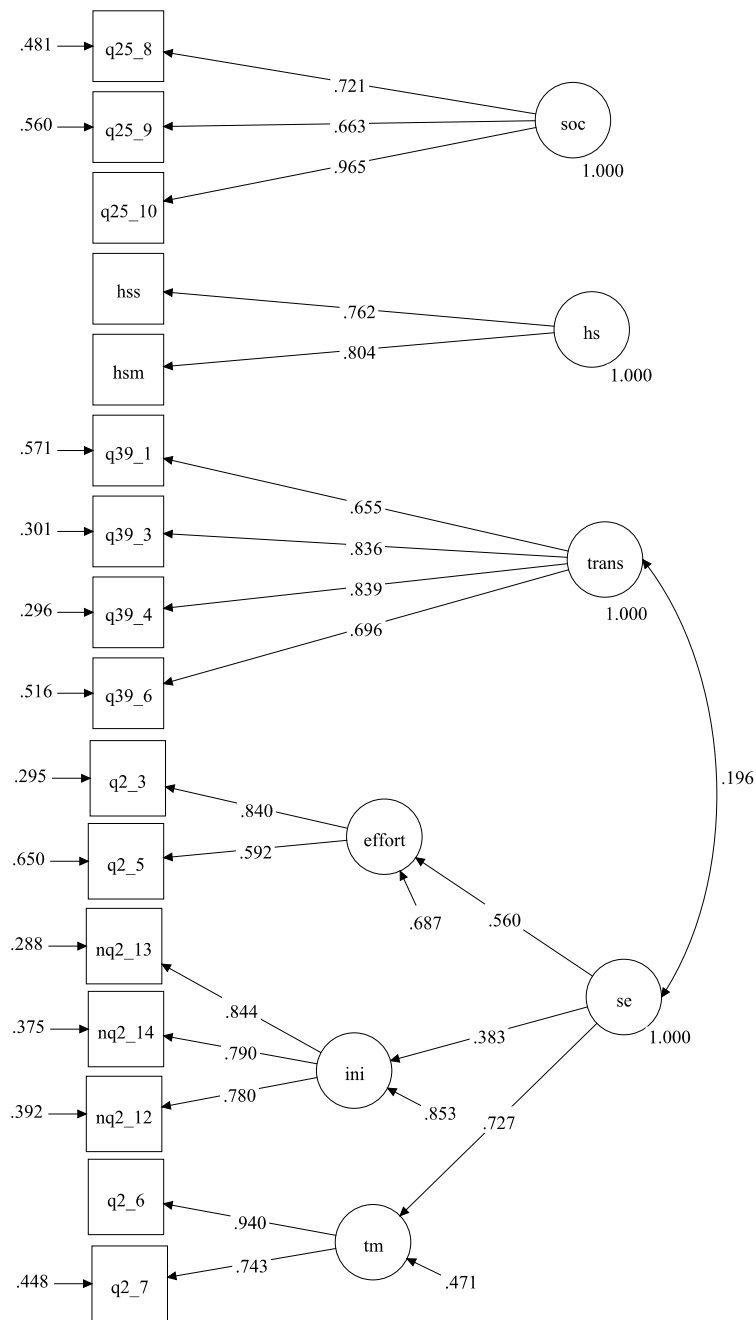 .481
q25_8
.721
soc
.560
q25_9
.663
1.000
.965
q25_10
hss
.762
hs
.804
hsm
1.000
.571
q39_1
.655
.301
q39_3
.836
trans
.839
.296
q39_4
1.000
.696
.516
q39_6
.196
.295
q2_3
.840
effort
.650
q2_5
.592
.687
.560
.288
nq2_13
se
.844
1.000
.375
nq2_14
.383
.790
ini
.780
.392
nq2_12
.853
.727
q2_6
.940
tm
.743
.448
q2_7
.471